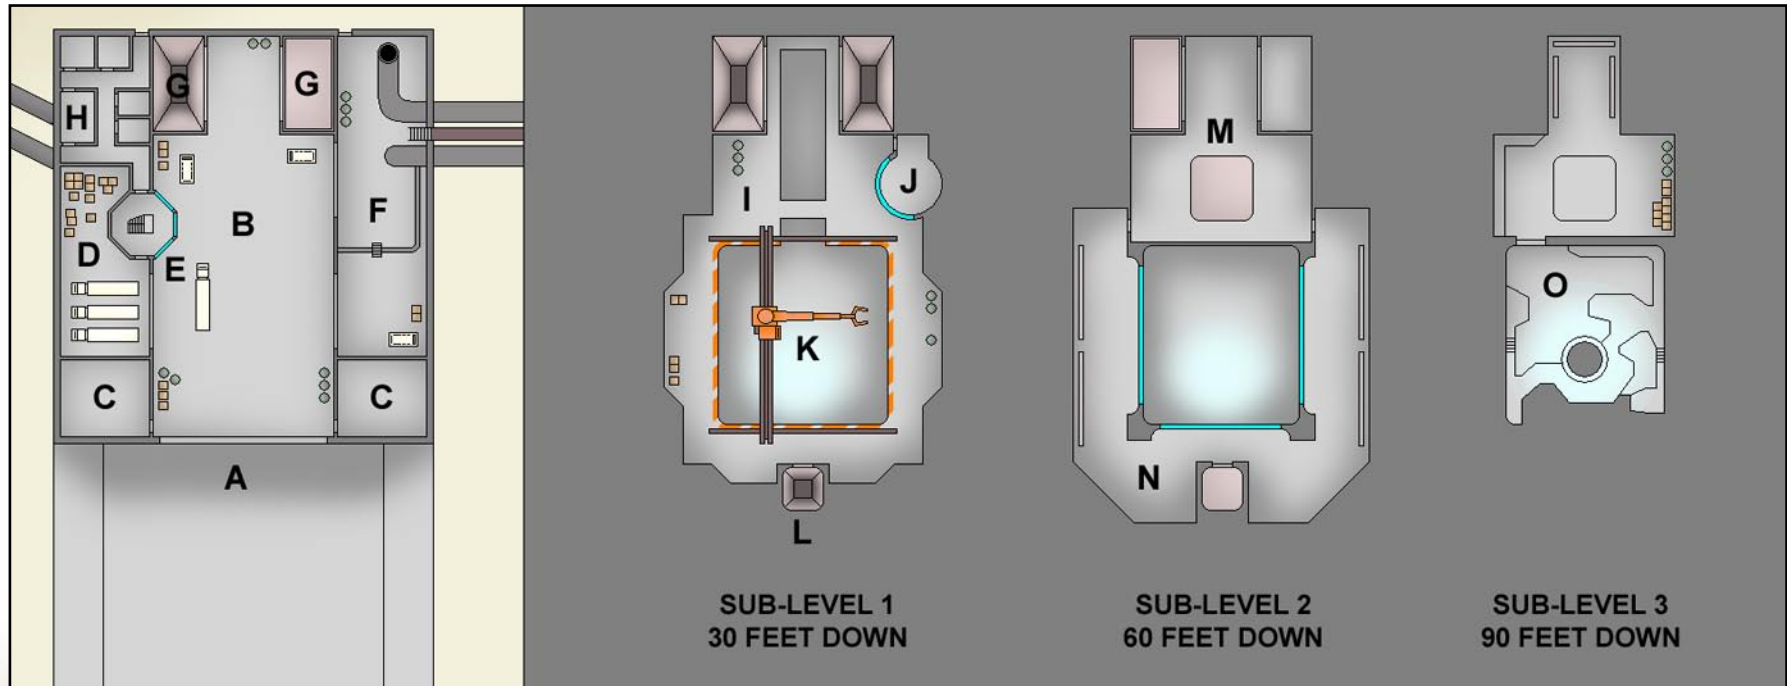 G
G
H
B
F
D
E
C
C
A
I
J
K
L
M
N
O
SUB-LEVEL 1
30 FEET DOWN
SUB-LEVEL 2
60 FEET DOWN
SUB-LEVEL 3
90 FEET DOWN